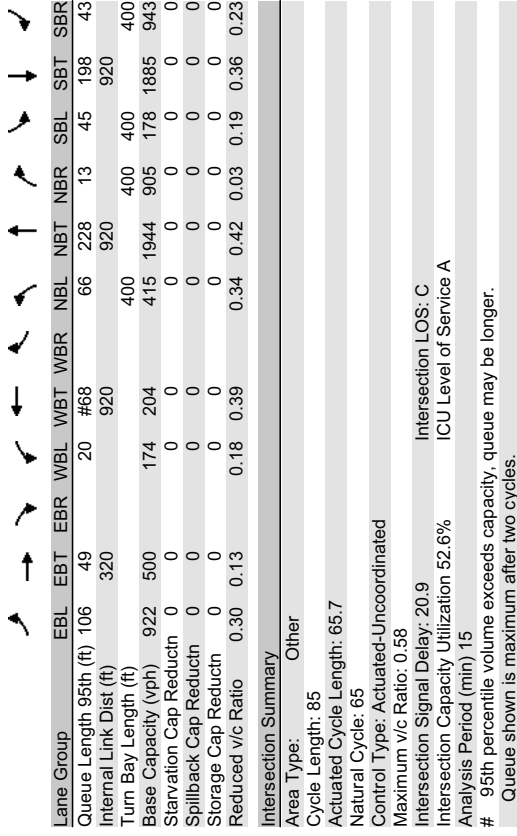 Lane Group EBL EBT EBR WBL WBT WBR NBL NBT NBR SBL SBT SBR
Queue Length 95th (ft) 106 49 20 #68 66 228 13 45 198 43
Internal Link Dist (ft) 320 920 920 920
Turn Bay Length (ft) 400 400 400 400
Base Capacity (vph) 922 500 174 204 415 1944 905 178 1885 943
Starvation Cap Reductn 0 0 0 0 0 0 0 0 0 0
Spillback Cap Reductn 0 0 0 0 0 0 0 0 0 0
Storage Cap Reductn 0 0 0 0 0 0 0 0 0 0
Reduced v/c Ratio 0.30 0.13 0.18 0.39 0.34 0.42 0.03 0.19 0.36 0.23
Intersection Summary
Area Type: Other
Cycle Length: 85
Actuated Cycle Length: 65.7
Natural Cycle: 65
Control Type: Actuated-Uncoordinated
Maximum v/c Ratio: 0.58
Intersection Signal Delay: 20.9 Intersection LOS: C
Intersection Capacity Utilization 52.6% ICU Level of Service A
Analysis Period (min) 15
# 95th percentile volume exceeds capacity, queue may be longer.
Queue shown is maximum after two cycles.